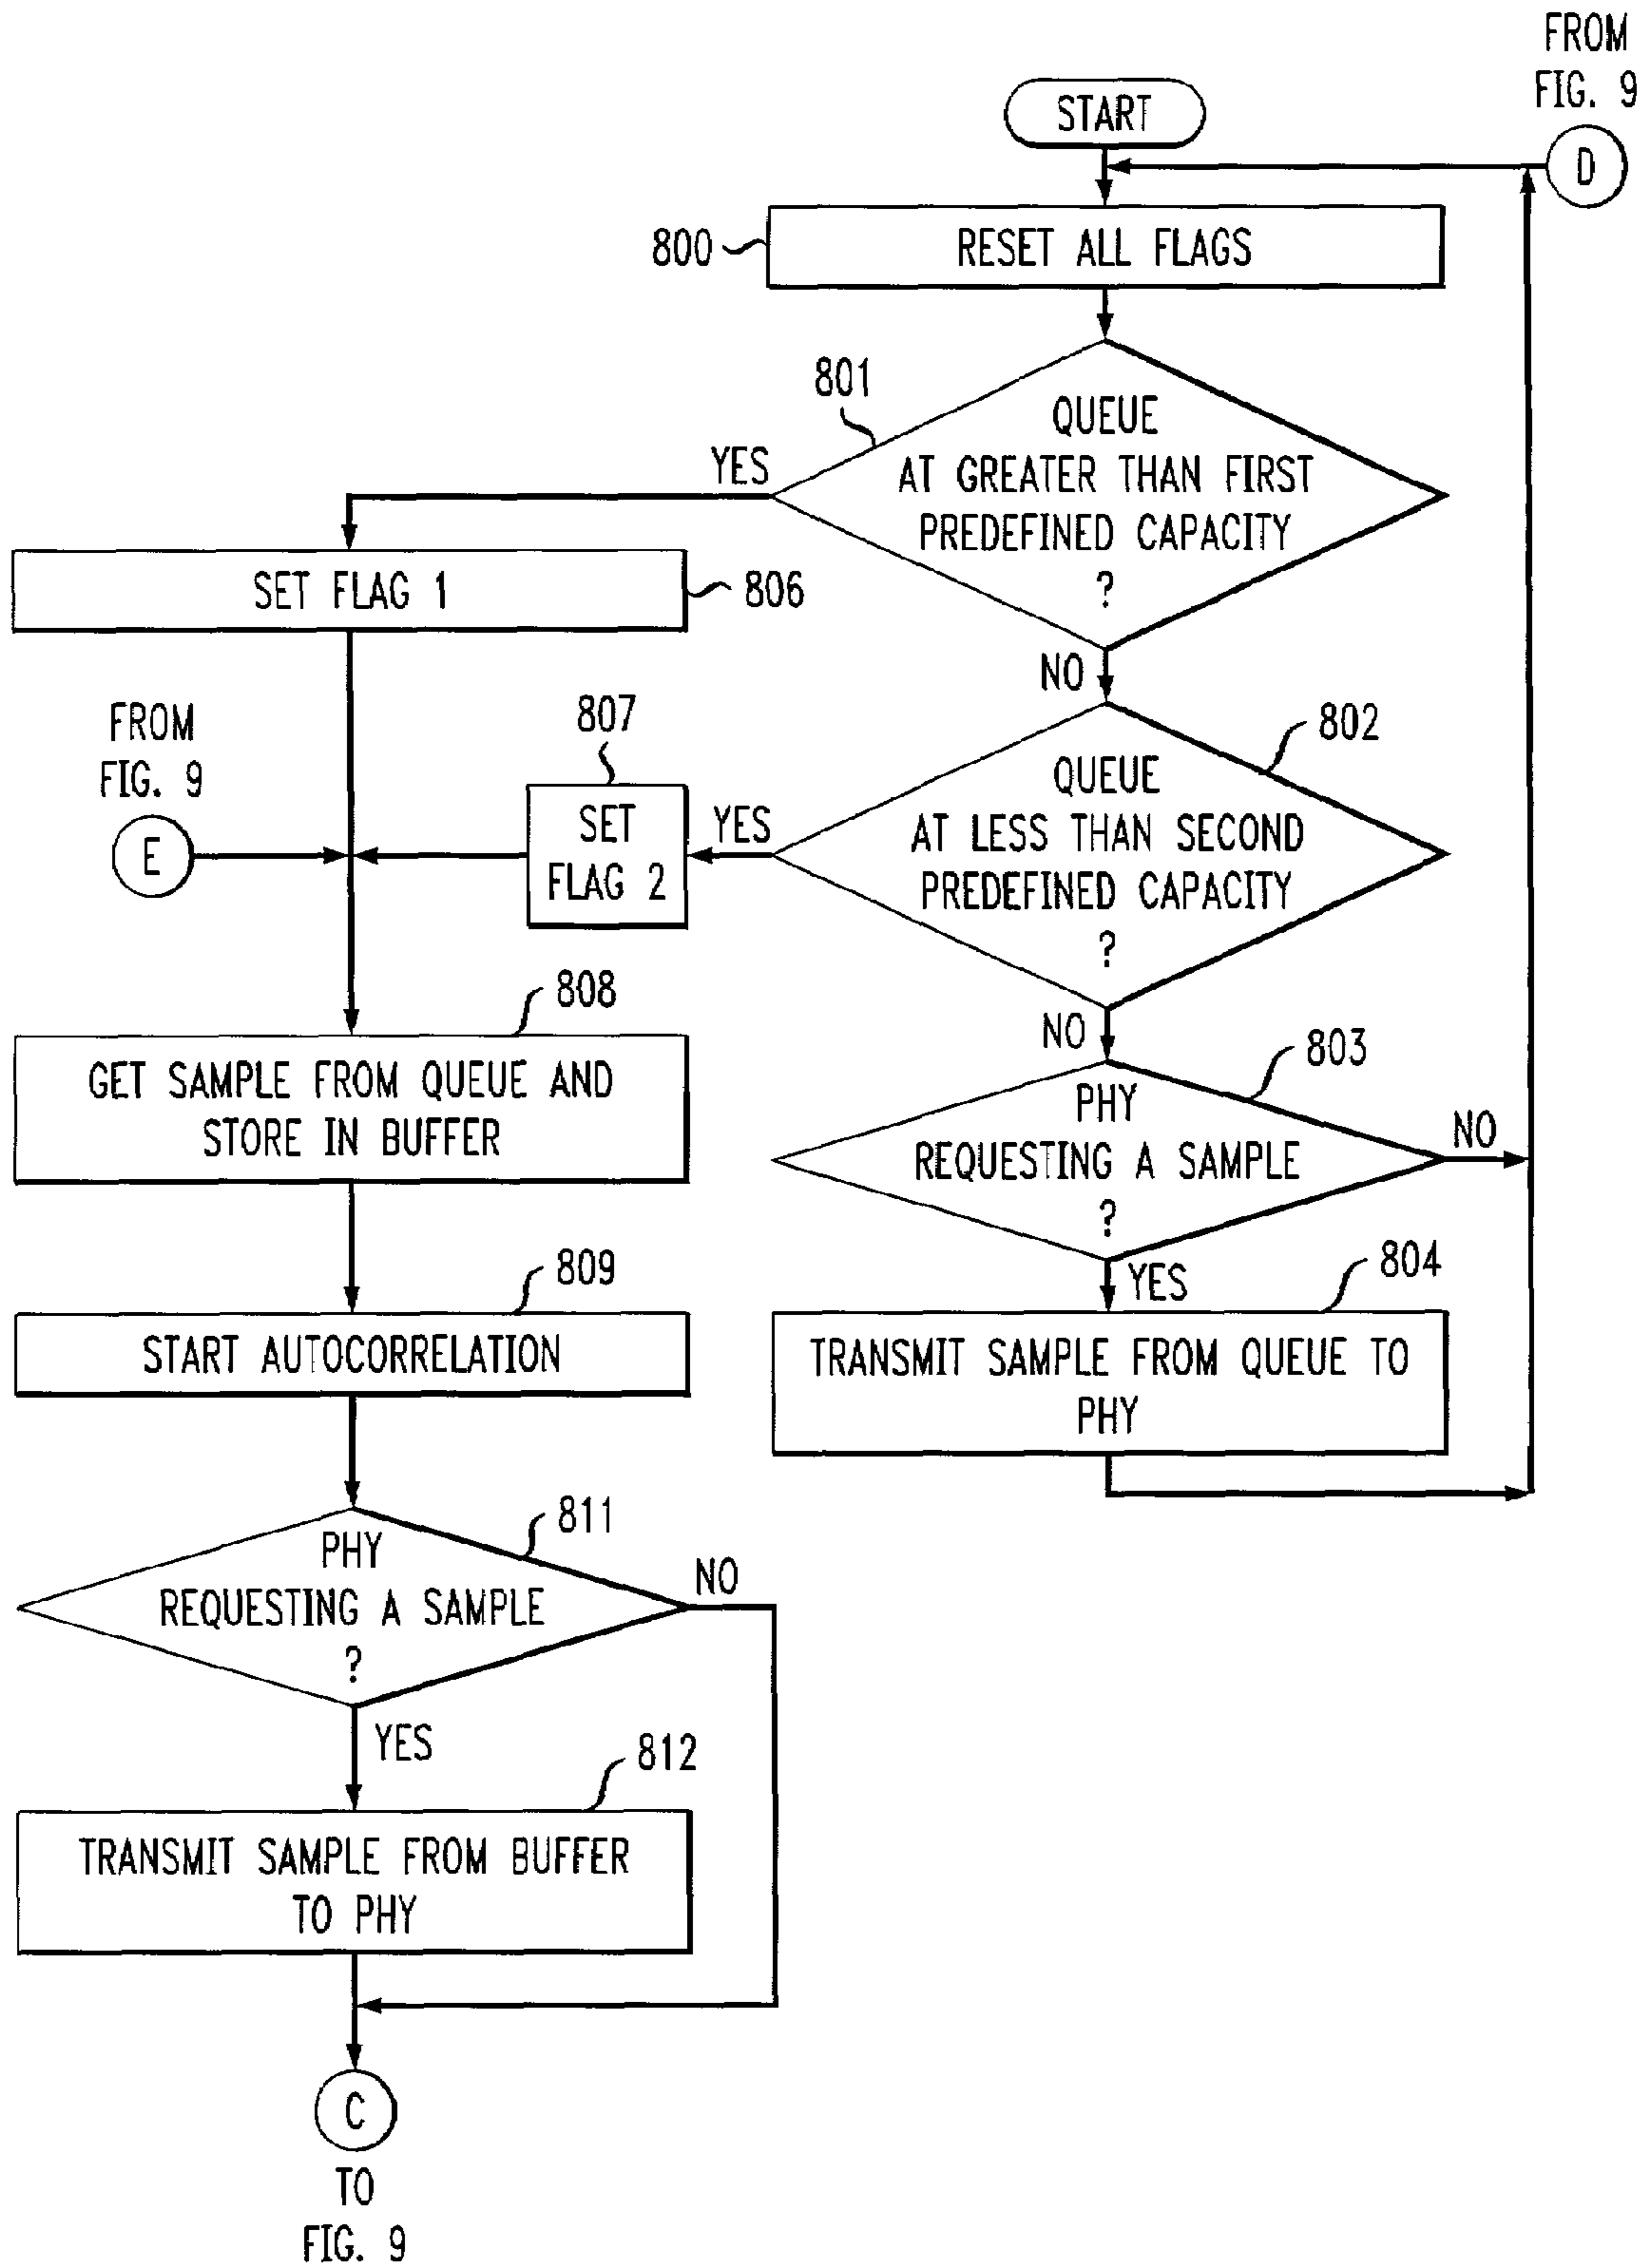 FROM
FIG. 9
START
D
800
RESET ALL FLAGS
801
QUEUE
AT GREATER THAN FIRST
PREDEFINED CAPACITY
?
YES
NO
SET FLAG 1
806
FROM
FIG. 9
E
807
SET
FLAG 2
YES
802
QUEUE
AT LESS THAN SECOND
PREDEFINED CAPACITY
?
NO
808
GET SAMPLE FROM QUEUE AND
STORE IN BUFFER
803
PHY
REQUESTING A SAMPLE
?
NO
YES
809
START AUTOCORRELATION
804
TRANSMIT SAMPLE FROM QUEUE TO
PHY
811
PHY
REQUESTING A SAMPLE
?
NO
YES
812
TRANSMIT SAMPLE FROM BUFFER
TO PHY
C
TO
FIG. 9